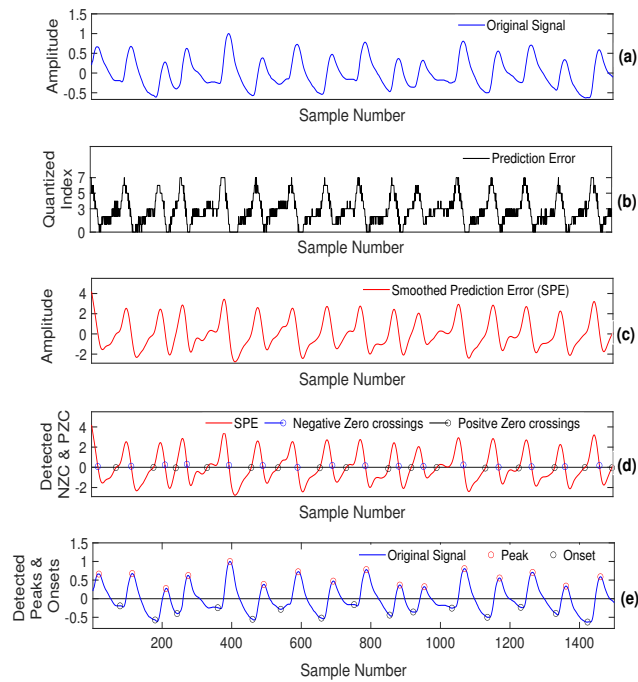 1.5
1
0.5
0
-0.5
Amplitude
Original Signal
(a)
Sample Number
7
5
3
0
Quantized
Index
Prediction Error
(b)
Sample Number
4
2
0
-2
Amplitude
Smoothed Prediction Error (SPE)
(c)
Sample Number
4
2
0
-2
Detected
NZC & PZC
SPE
Negative Zero crossings
Positve Zero crossings
(d)
Sample Number
1.5
1
0.5
0
-0.5
Detected
Peaks &
Onsets
Original Signal
Peak
Onset
(e)
200 400 600 800 1000 1200 1400
Sample Number